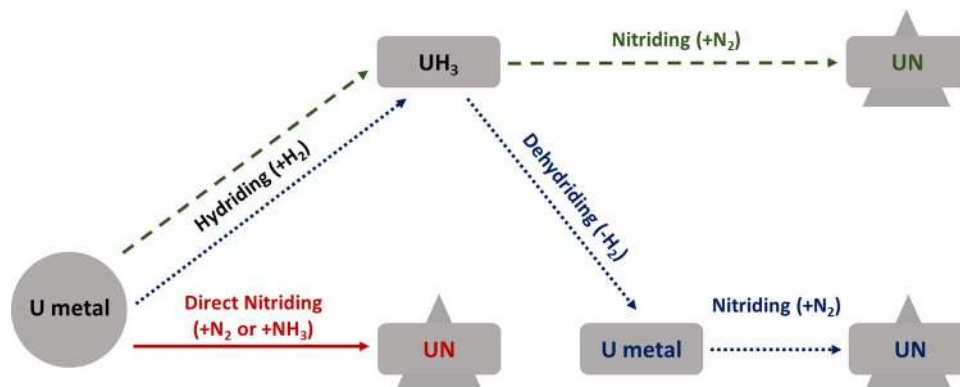 Nitriding (+N₂)
UH₃
UN
Hydriding (+H₂)
Dehydriding (-H₂)
U metal
Direct Nitriding
(+N₂ or +NH₃)
UN
U metal
Nitriding (+N₂)
UN